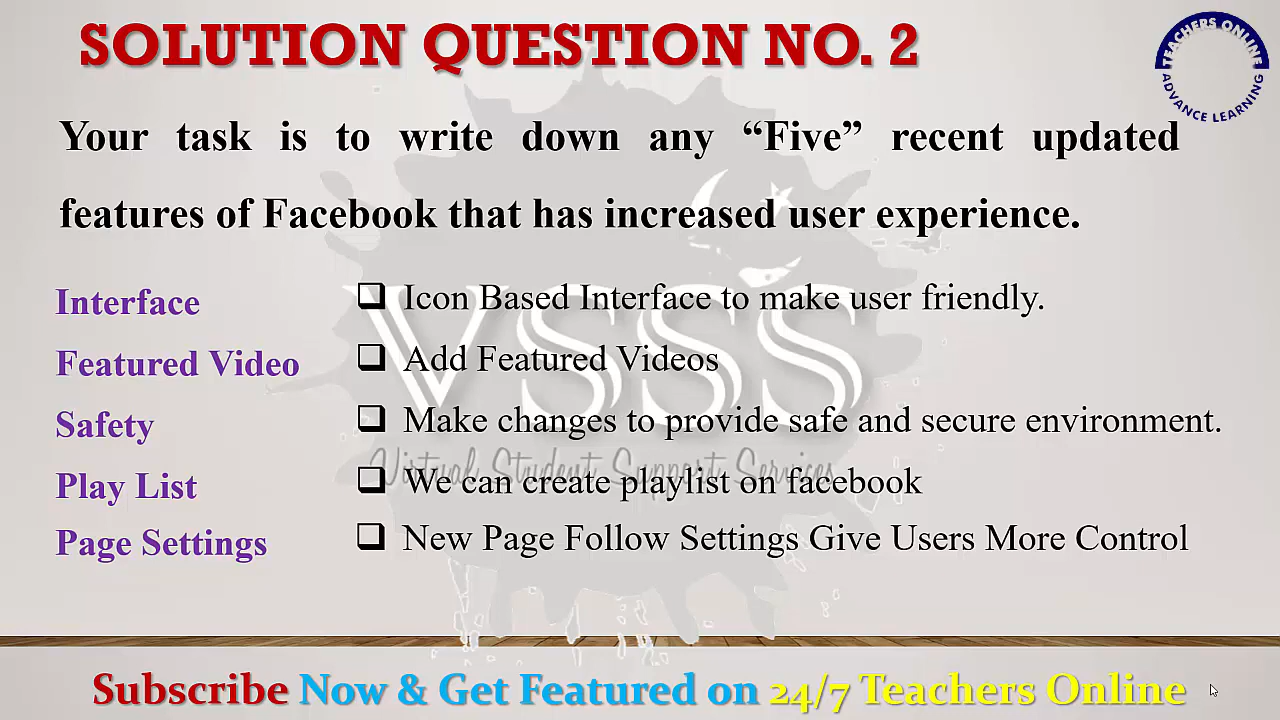 SOLUTION QUESTION NO. 2
TEACHERS ONLINE
ADVANCE LEARNING
Your task is to write down any “Five” recent updated
features of Facebook that has increased user experience.
Interface ❑ Icon Based Interface to make user friendly.
Featured Video ❑ Add Featured Videos
Safety ❑ Make changes to provide safe and secure environment.
Play List ❑ We can create playlist on facebook
Page Settings ❑ New Page Follow Settings Give Users More Control
VSSS
Virtual Student Support Services
Subscribe Now & Get Featured on 24/7 Teachers Online